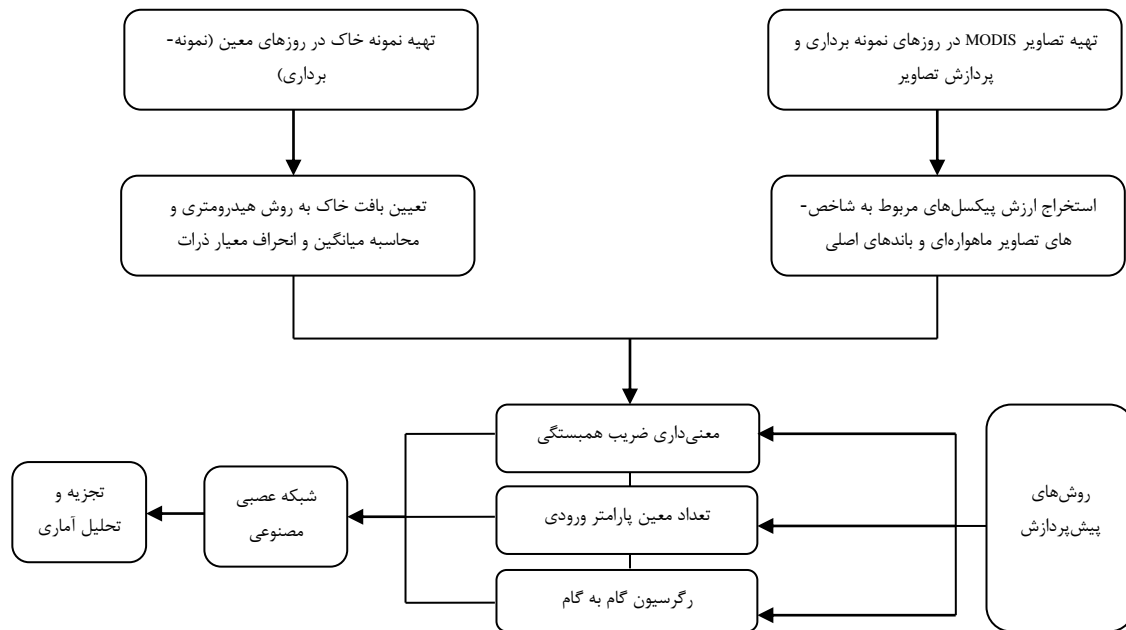 تهیه تصاویر MODIS در روزهای نمونه برداری و
پردازش تصاویر
تهیه نمونه خاک در روزهای معین (نمونه-
برداری)
استخراج ارزش پیکسل‌های مربوط به شاخص-
های تصاویر ماهواره‌ای و باندهای اصلی
تعیین بافت خاک به روش هیدرومتری و
محاسبه میانگین و انحراف معیار ذرات
روش‌های
پیش‌پردازش
معنی‌داری ضریب همبستگی
تعداد معین پارامتر ورودی
رگرسیون گام به گام
شبکه عصبی
مصنوعی
تجزیه و
تحلیل آماری